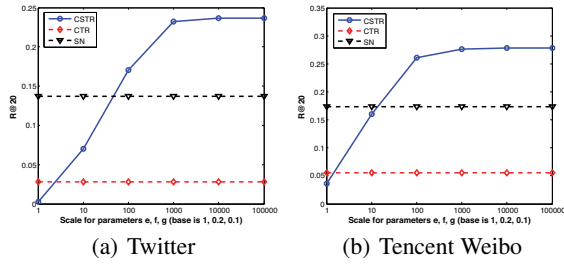 0.25
0.2
0.15
0.1
0.05
0
R@20
CSTR
CTR
SN
1 10 100 1000 10000 100000
Scale for parameters e, f, g (base is 1, 0.2, 0.1)
(a) Twitter
0.35
0.3
0.25
0.2
0.15
0.1
0.05
0
R@20
CSTR
CTR
SN
1 10 100 1000 10000 100000
Scale for parameters e, f, g (base is 1, 0.2, 0.1)
(b) Tencent Weibo